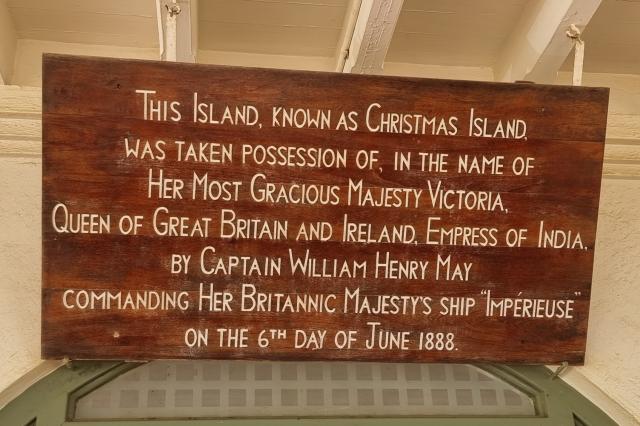 This Island, known as Christmas Island,
was taken possession of, in the name of
Her Most Gracious Majesty Victoria,
Queen of Great Britain and Ireland, Empress of India,
by Captain William Henry May
commanding Her Britannic Majesty's ship "Impérieuse"
on the 6th day of June 1888.